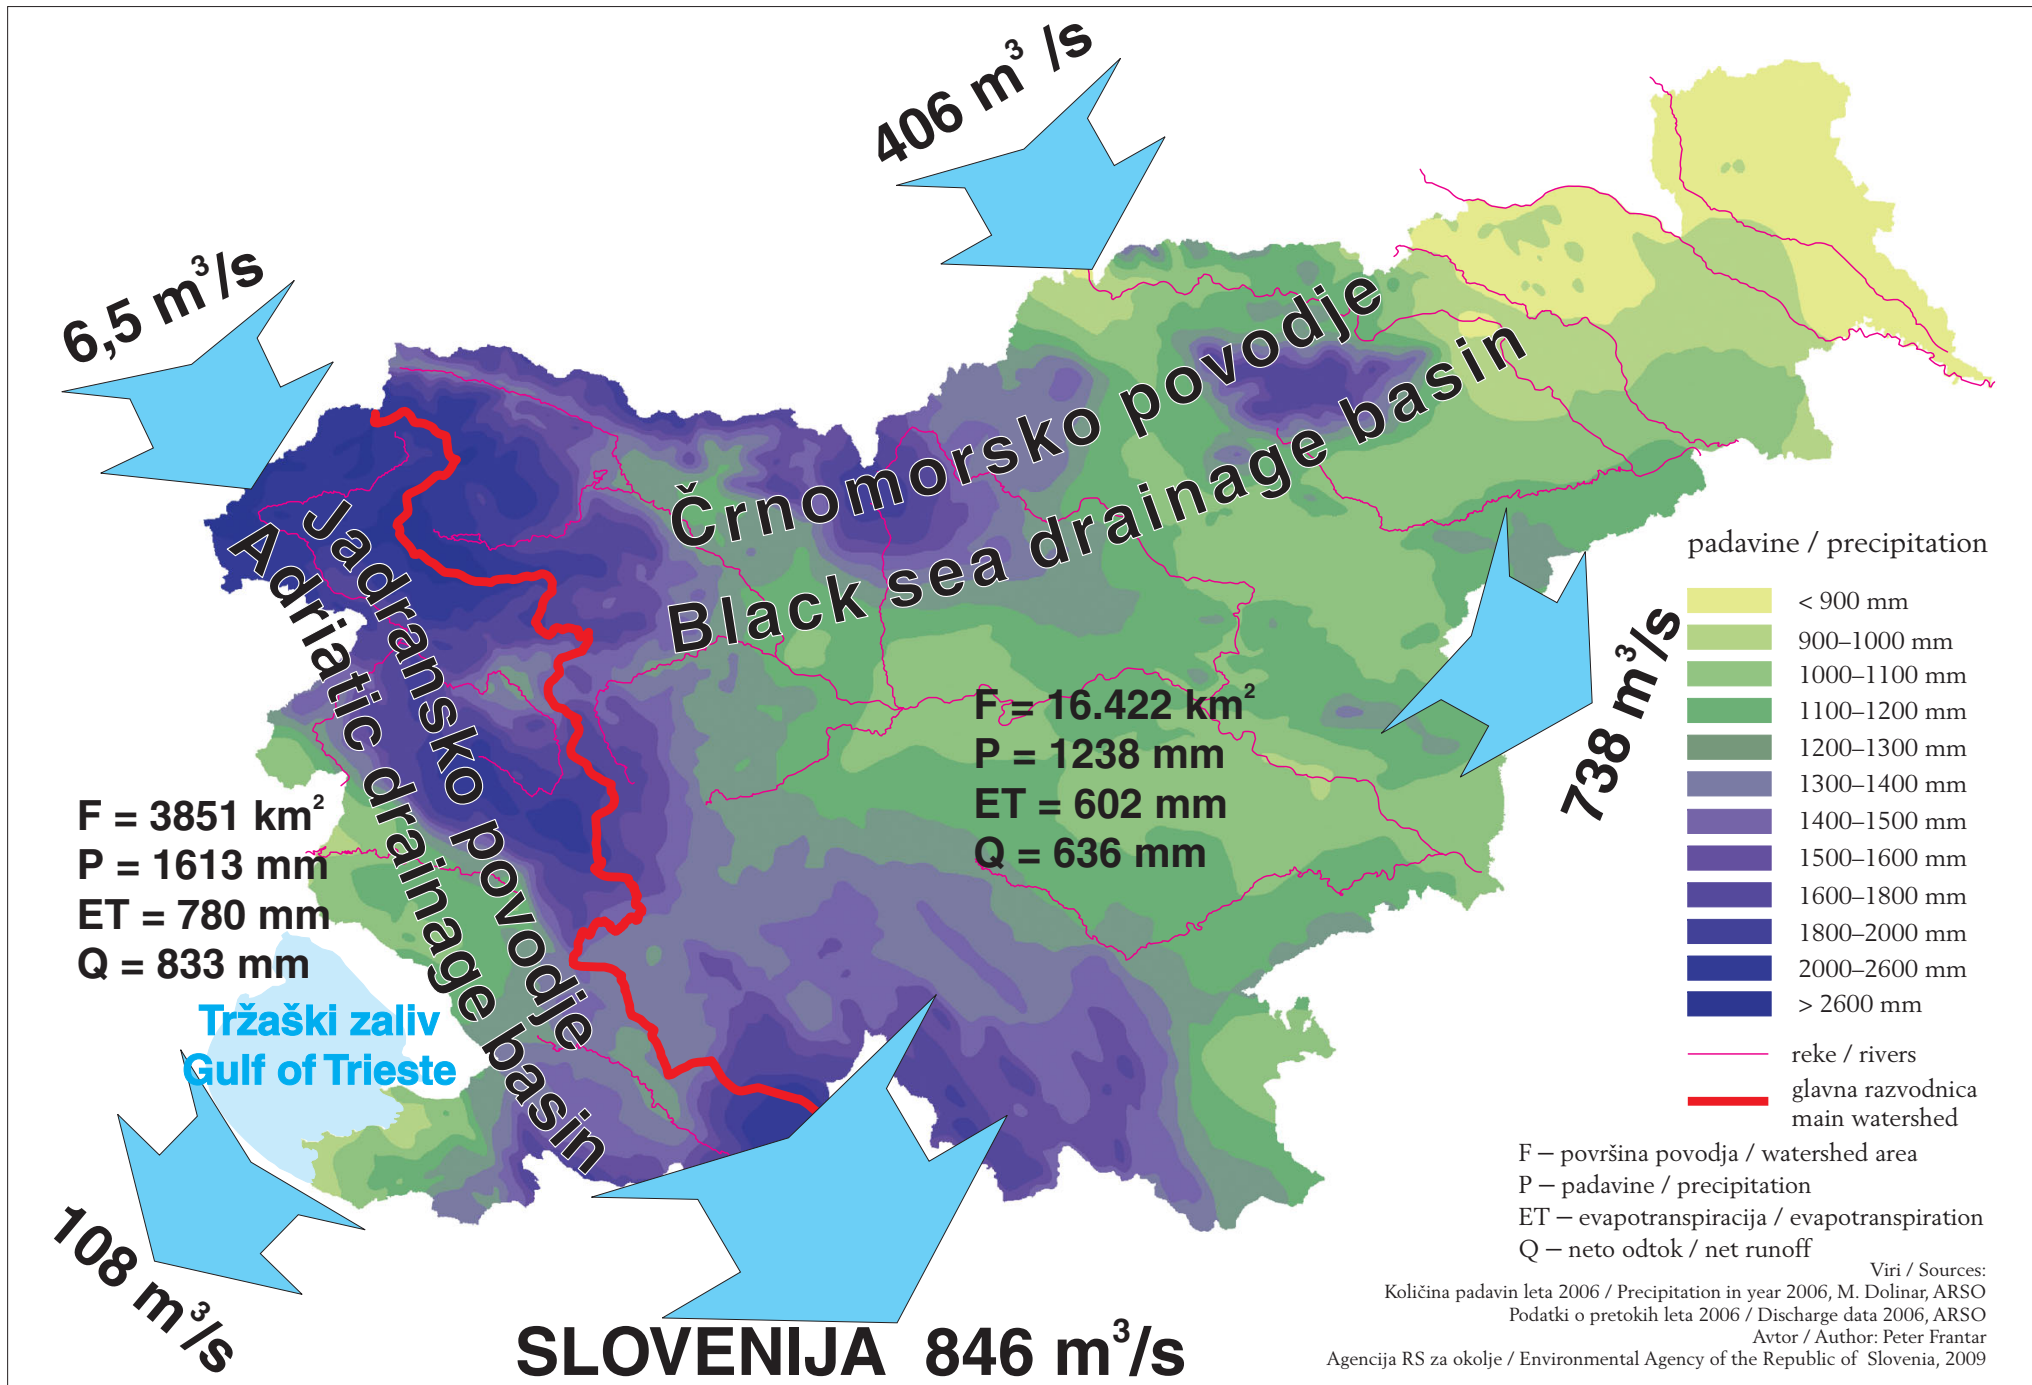 406 m³ /s
6,5 m³/s
Črnomorsko povodje
Black sea drainage basin
Jadransko povodje
Adriatic drainage basin
F = 16.422 km²
P = 1238 mm
ET = 602 mm
Q = 636 mm
F = 3851 km²
P = 1613 mm
ET = 780 mm
Q = 833 mm
Tržaški zaliv
Gulf of Trieste
738 m³/s
108 m³/s
SLOVENIJA 846 m³/s
padavine / precipitation
< 900 mm
900–1000 mm
1000–1100 mm
1100–1200 mm
1200–1300 mm
1300–1400 mm
1400–1500 mm
1500–1600 mm
1600–1800 mm
1800–2000 mm
2000–2600 mm
> 2600 mm
reke / rivers
glavna razvodnica
main watershed
F – površina povodja / watershed area
P – padavine / precipitation
ET – evapotranspiracija / evapotranspiration
Q – neto odtok / net runoff
Viri / Sources:
Količina padavin leta 2006 / Precipitation in year 2006, M. Dolinar, ARSO
Podatki o pretokih leta 2006 / Discharge data 2006, ARSO
Avtor / Author: Peter Frantar
Agencija RS za okolje / Environmental Agency of the Republic of Slovenia, 2009